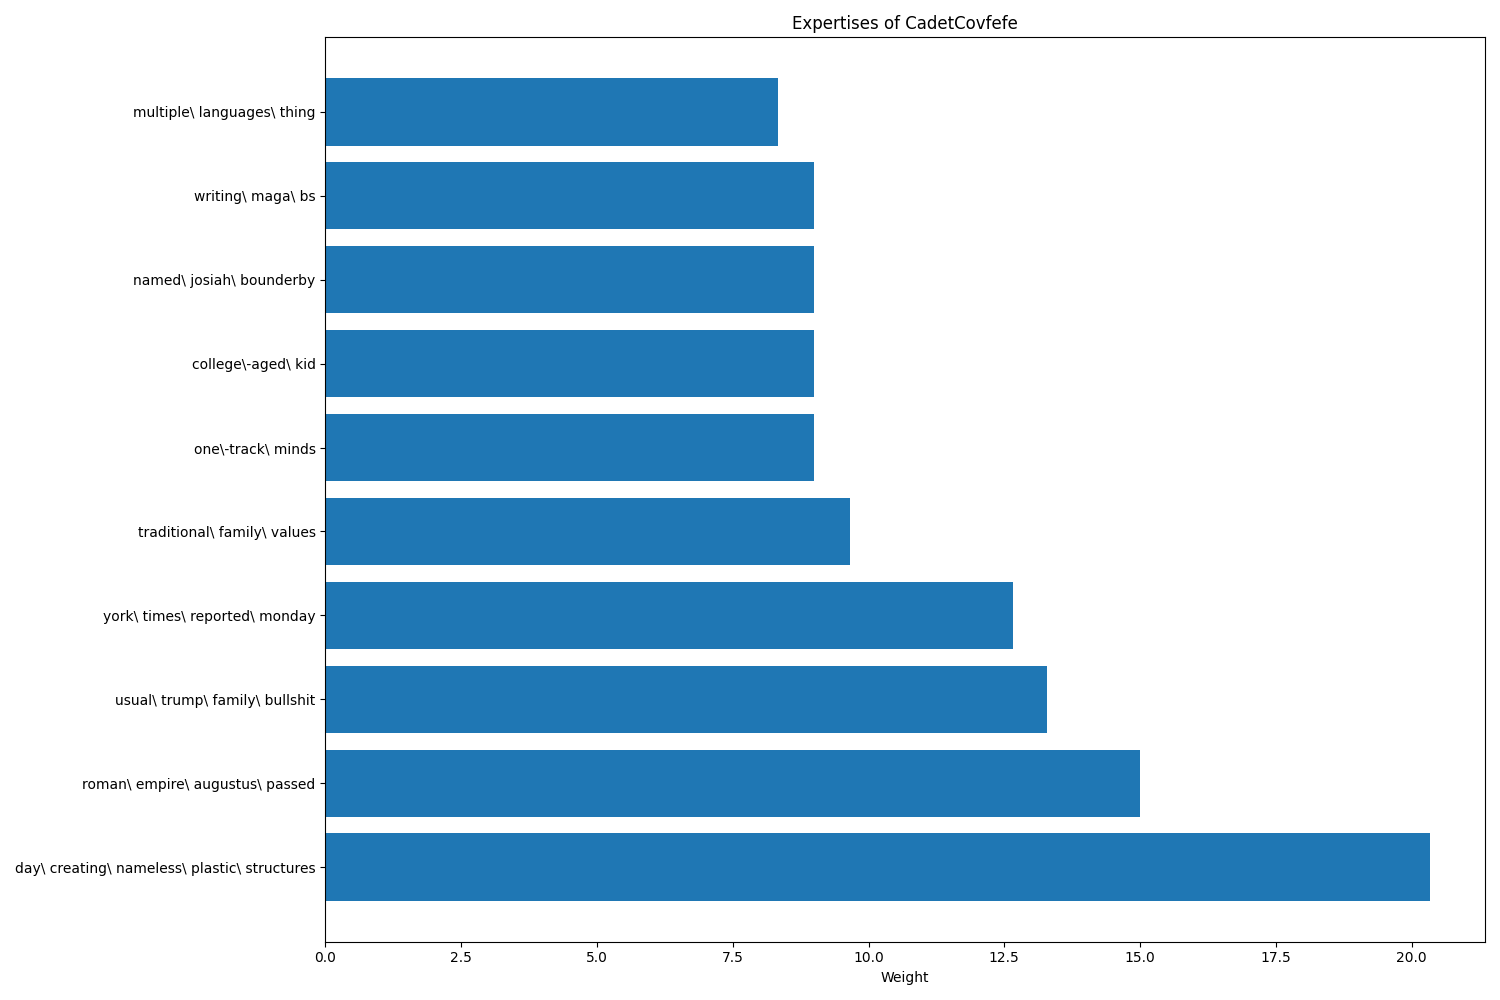 Expertises of CadetCovfefe
multiple\ languages\ thing
writing\ maga\ bs
named\ josiah\ bounderby
college\-aged\ kid
one\-track\ minds
traditional\ family\ values
york\ times\ reported\ monday
usual\ trump\ family\ bullshit
roman\ empire\ augustus\ passed
day\ creating\ nameless\ plastic\ structures
0.0 2.5 5.0 7.5 10.0 12.5 15.0 17.5 20.0
Weight